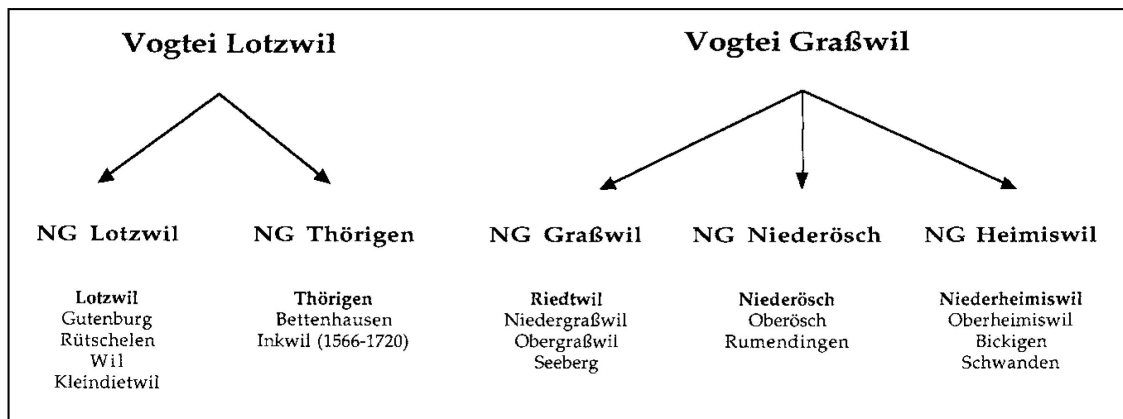 Vogtei Lotzwil
Vogtei Graßwil
NG Lotzwil
NG Thörigen
NG Graßwil
NG Niederösch
NG Heimiswil
Lotzwil
Gutenburg
Rütschelen
Wil
Kleindietwil
Thörigen
Bettenhausen
Inkwil (1566-1720)
Riedtwil
Niedergraßwil
Obergraßwil
Seeberg
Niederösch
Oberösch
Rumendingen
Niederheimiswil
Oberheimiswil
Bickigen
Schwanden